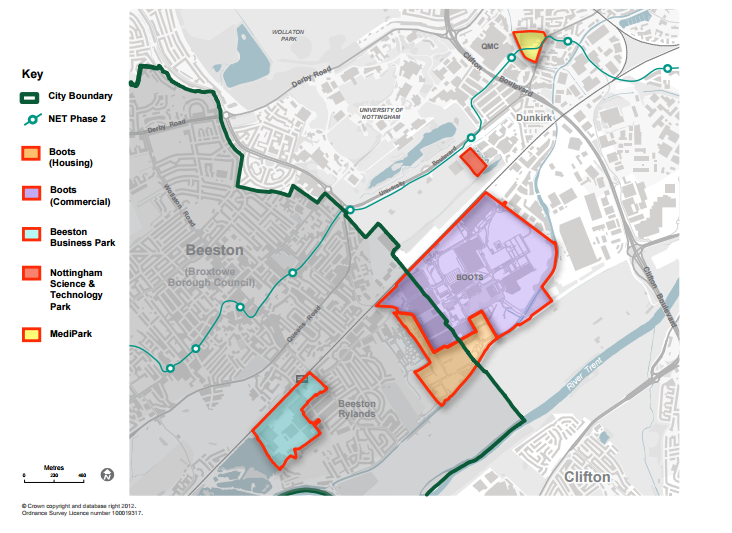 Key
City Boundary
NET Phase 2
Boots
(Housing)
Boots
(Commercial)
Beeston
Business Park
Nottingham
Science &
Technology
Park
MediPark
Metres
0
460
© Crown copyright and database right 2012.
Ordnance Survey Licence number 100019317.
WOLLATON
PARK
QMC
Derby Road
Clifton
Boulevard
UNIVERSITY OF
NOTTINGHAM
Dunkirk
Derby Road
University
Boulevard
Wollaton Road
Beeston
(Broxtowe
Borough Council)
BOOTS
Clifton Boulevard
Queens Road
River Trent
Beeston
Rylands
Clifton